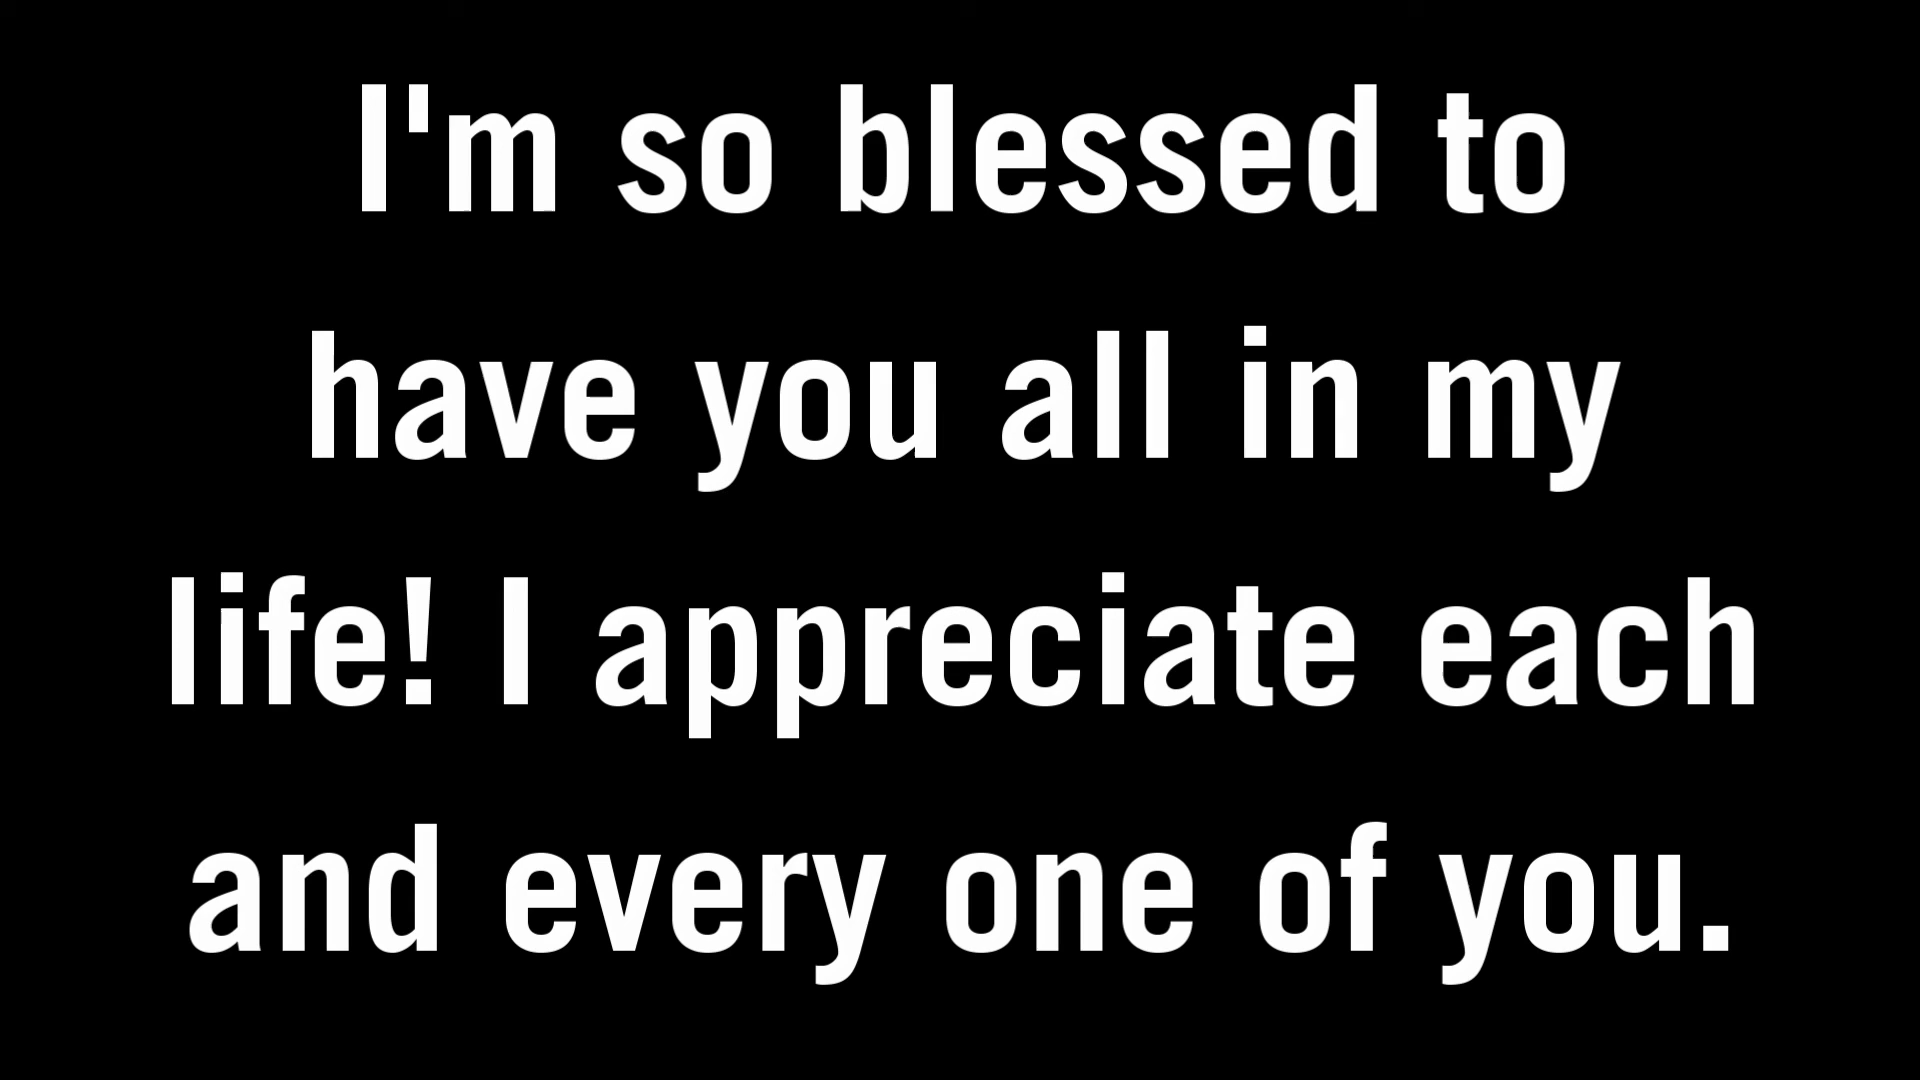 I'm so blessed to
have you all in my
life! I appreciate each
and every one of you.